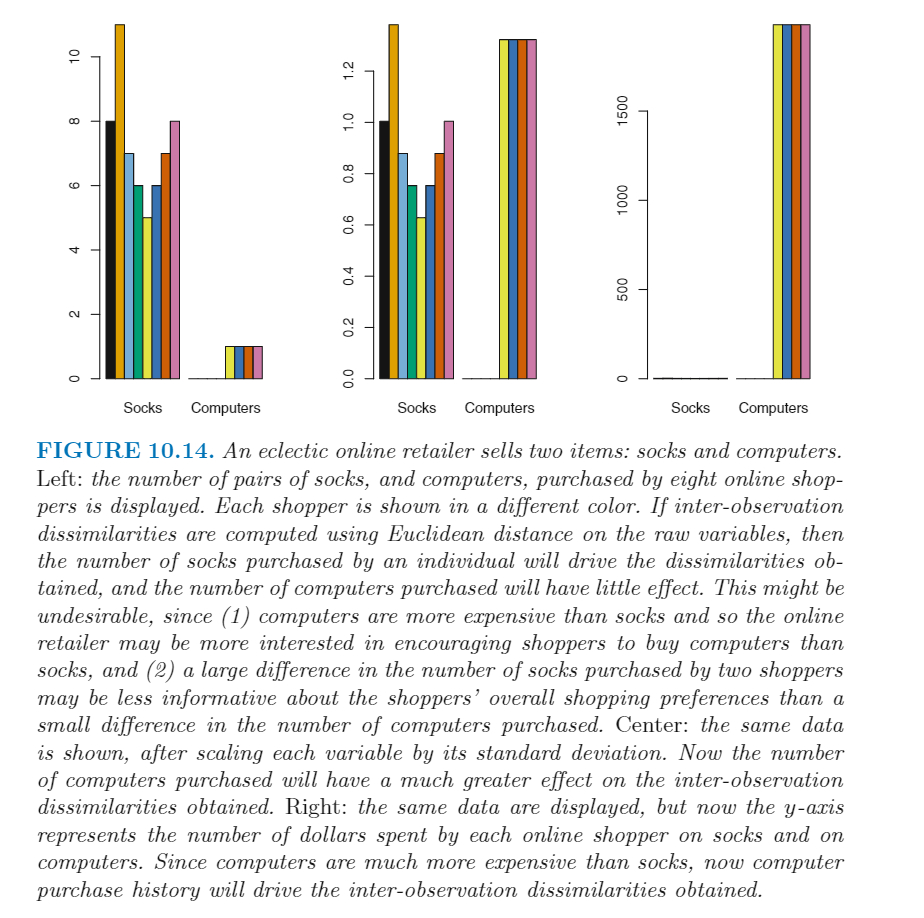 0 2 4 6 8 10
Socks Computers
0.0 0.2 0.4 0.6 0.8 1.0 1.2
Socks Computers
0 500 1000 1500
Socks Computers
FIGURE 10.14. An eclectic online retailer sells two items: socks and computers.
Left: the number of pairs of socks, and computers, purchased by eight online shop-
pers is displayed. Each shopper is shown in a different color. If inter-observation
dissimilarities are computed using Euclidean distance on the raw variables, then
the number of socks purchased by an individual will drive the dissimilarities ob-
tained, and the number of computers purchased will have little effect. This might be
undesirable, since (1) computers are more expensive than socks and so the online
retailer may be more interested in encouraging shoppers to buy computers than
socks, and (2) a large difference in the number of socks purchased by two shoppers
may be less informative about the shoppers' overall shopping preferences than a
small difference in the number of computers purchased. Center: the same data
is shown, after scaling each variable by its standard deviation. Now the number
of computers purchased will have a much greater effect on the inter-observation
dissimilarities obtained. Right: the same data are displayed, but now the y-axis
represents the number of dollars spent by each online shopper on socks and on
computers. Since computers are much more expensive than socks, now computer
purchase history will drive the inter-observation dissimilarities obtained.